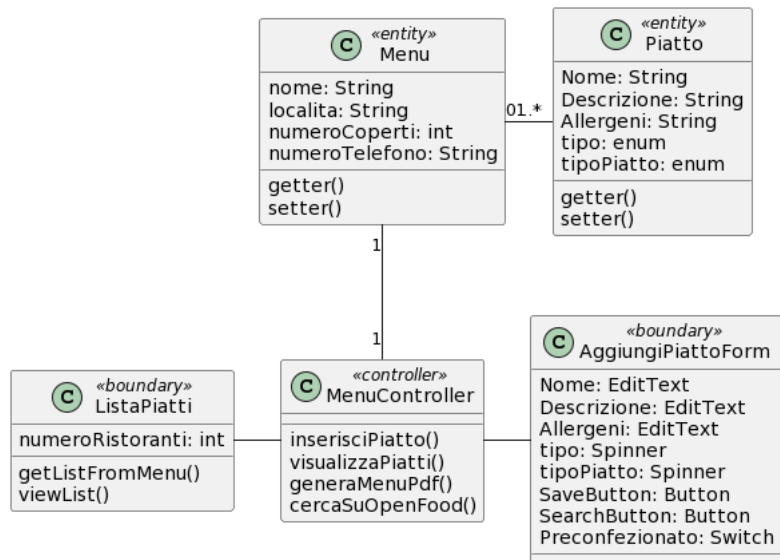 C «entity»
Menu
nome: String
localita: String
numeroCoperti: int
numeroTelefono: String
getter()
setter()
01.*
C «entity»
Piatto
Nome: String
Descrizione: String
Allergeni: String
tipo: enum
tipoPiatto: enum
getter()
setter()
1
1
C «boundary»
ListaPiatti
numeroRistoranti: int
getListFromMenu()
viewList()
C «controller»
MenuController
inserisciPiatto()
visualizzaPiatti()
generaMenuPdf()
cercaSuOpenFood()
C «boundary»
AggiungiPiattoForm
Nome: EditText
Descrizione: EditText
Allergeni: EditText
tipo: Spinner
tipoPiatto: Spinner
SaveButton: Button
SearchButton: Button
Preconfezionato: Switch